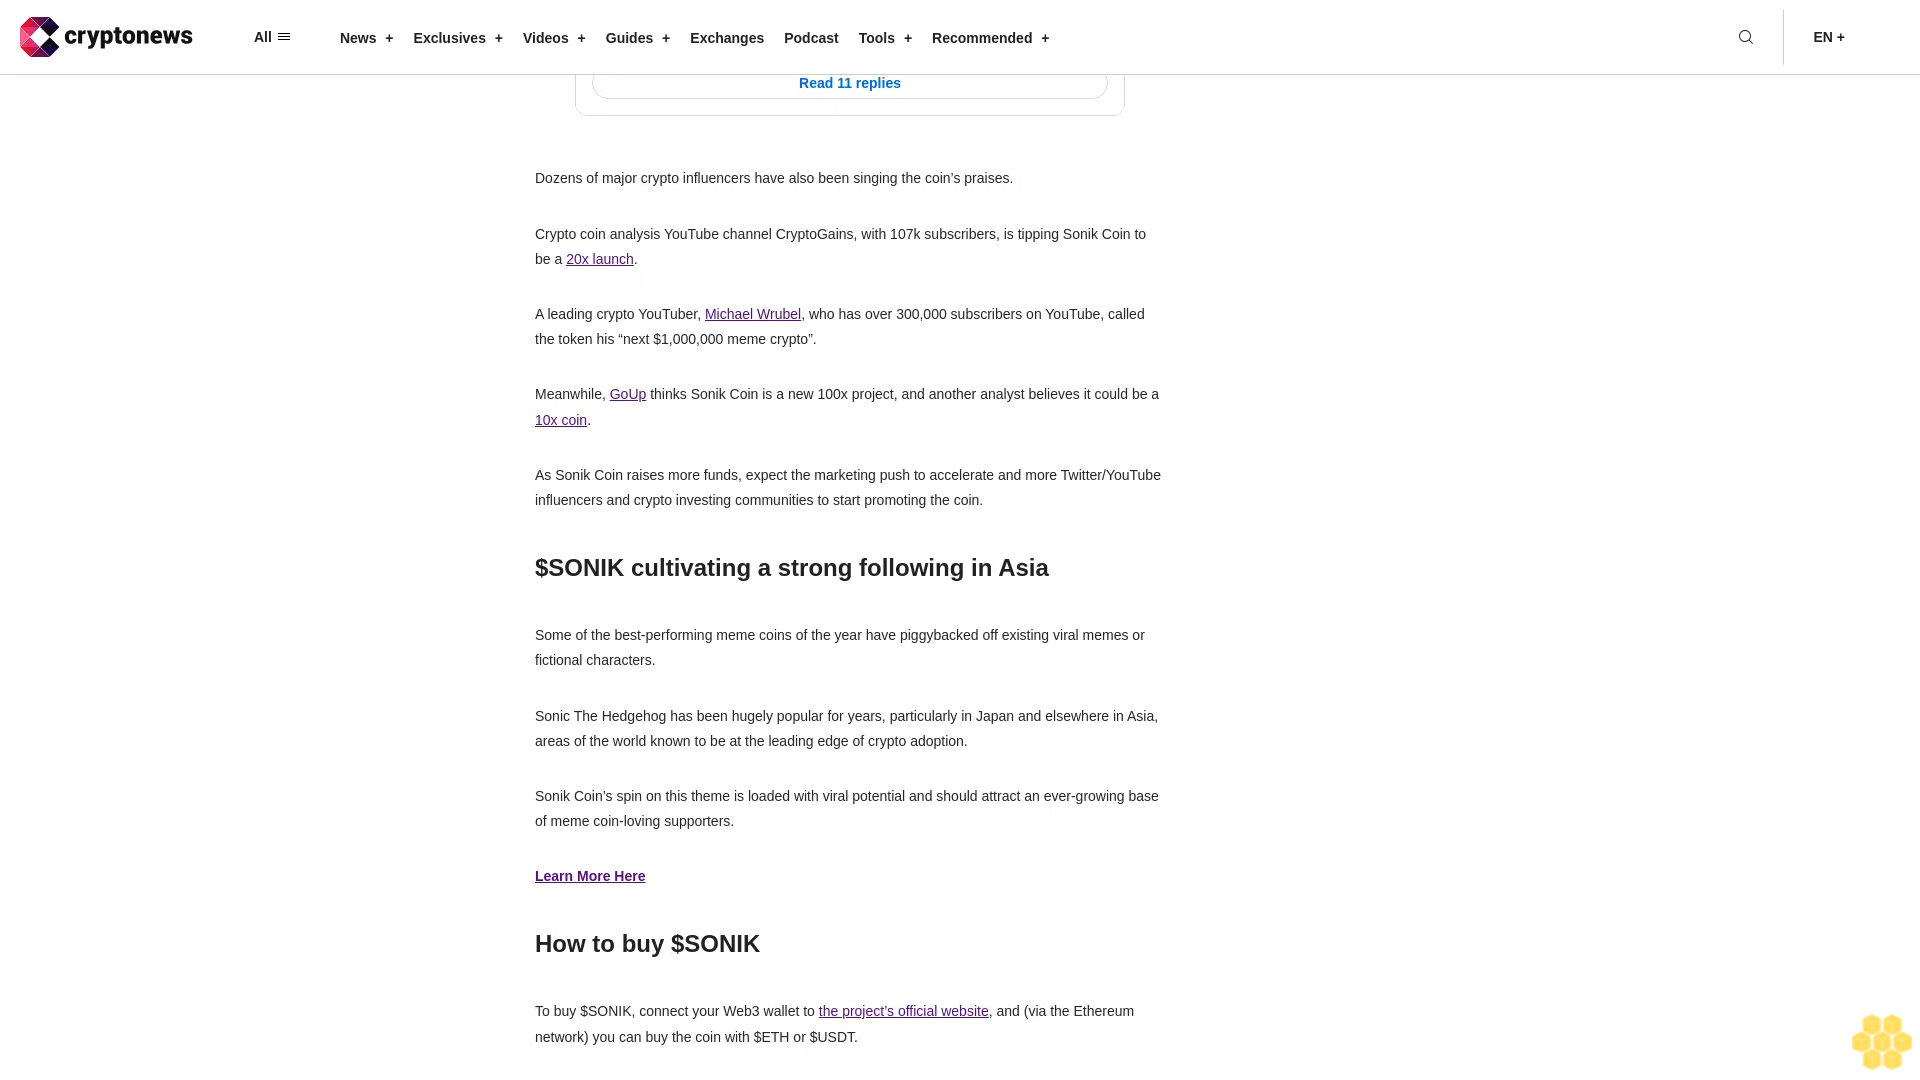 cryptonews
All
News +
Exclusives +
Videos +
Guides +
Exchanges
Podcast
Tools +
Recommended +
EN +
Read 11 replies
Dozens of major crypto influencers have also been singing the coin’s praises.
Crypto coin analysis YouTube channel CryptoGains, with 107k subscribers, is tipping Sonik Coin to
be a 20x launch.
A leading crypto YouTuber, Michael Wrubel, who has over 300,000 subscribers on YouTube, called
the token his “next $1,000,000 meme crypto”.
Meanwhile, GoUp thinks Sonik Coin is a new 100x project, and another analyst believes it could be a
10x coin.
As Sonik Coin raises more funds, expect the marketing push to accelerate and more Twitter/YouTube
influencers and crypto investing communities to start promoting the coin.
$SONIK cultivating a strong following in Asia
Some of the best-performing meme coins of the year have piggybacked off existing viral memes or
fictional characters.
Sonic The Hedgehog has been hugely popular for years, particularly in Japan and elsewhere in Asia,
areas of the world known to be at the leading edge of crypto adoption.
Sonik Coin’s spin on this theme is loaded with viral potential and should attract an ever-growing base
of meme coin-loving supporters.
Learn More Here
How to buy $SONIK
To buy $SONIK, connect your Web3 wallet to the project’s official website, and (via the Ethereum
network) you can buy the coin with $ETH or $USDT.